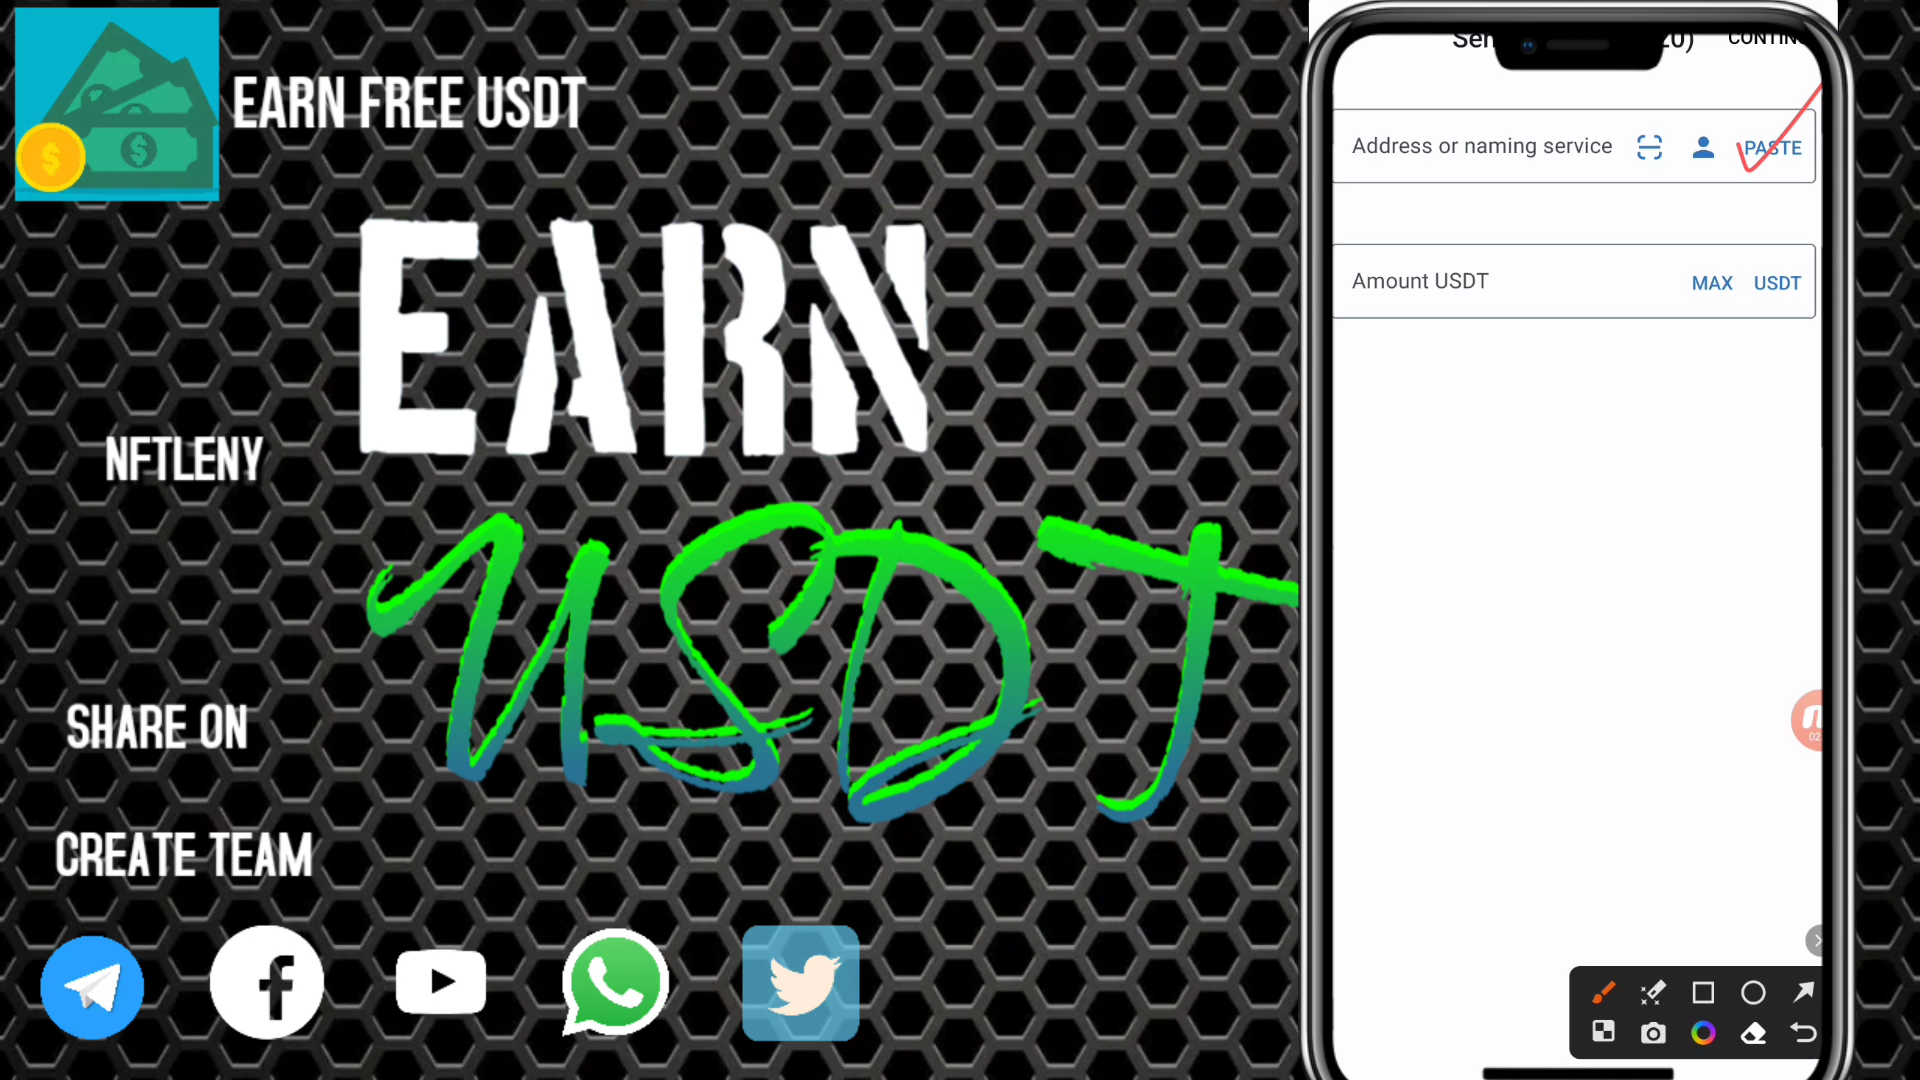 EARN FREE USDT
EARN
USDT
NFTLENY
SHARE ON
CREATE TEAM
Address or naming service
PASTE
Amount USDT
MAX USDT